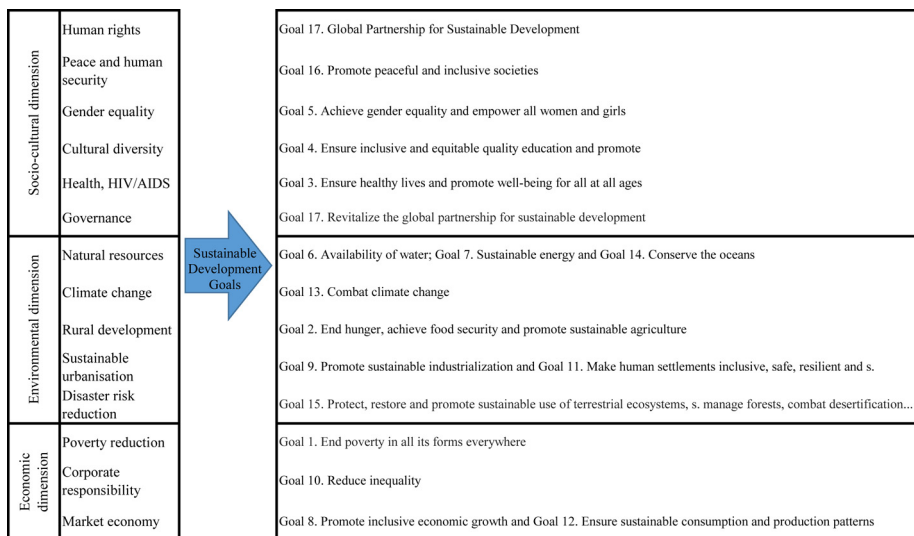 Socio-cultural dimension
Human rights
Goal 17. Global Partnership for Sustainable Development
Peace and human
security
Goal 16. Promote peaceful and inclusive societies
Gender equality
Goal 5. Achieve gender equality and empower all women and girls
Cultural diversity
Goal 4. Ensure inclusive and equitable quality education and promote
Health, HIV/AIDS
Goal 3. Ensure healthy lives and promote well-being for all at all ages
Governance
Goal 17. Revitalize the global partnership for sustainable development
Sustainable
Development
Goals
Environmental dimension
Natural resources
Goal 6. Availability of water; Goal 7. Sustainable energy and Goal 14. Conserve the oceans
Climate change
Goal 13. Combat climate change
Rural development
Goal 2. End hunger, achieve food security and promote sustainable agriculture
Sustainable
urbanisation
Goal 9. Promote sustainable industrialization and Goal 11. Make human settlements inclusive, safe, resilient and s.
Disaster risk
reduction
Goal 15. Protect, restore and promote sustainable use of terrestrial ecosystems, s. manage forests, combat desertification...
Economic
dimension
Poverty reduction
Goal 1. End poverty in all its forms everywhere
Corporate
responsibility
Goal 10. Reduce inequality
Market economy
Goal 8. Promote inclusive economic growth and Goal 12. Ensure sustainable consumption and production patterns